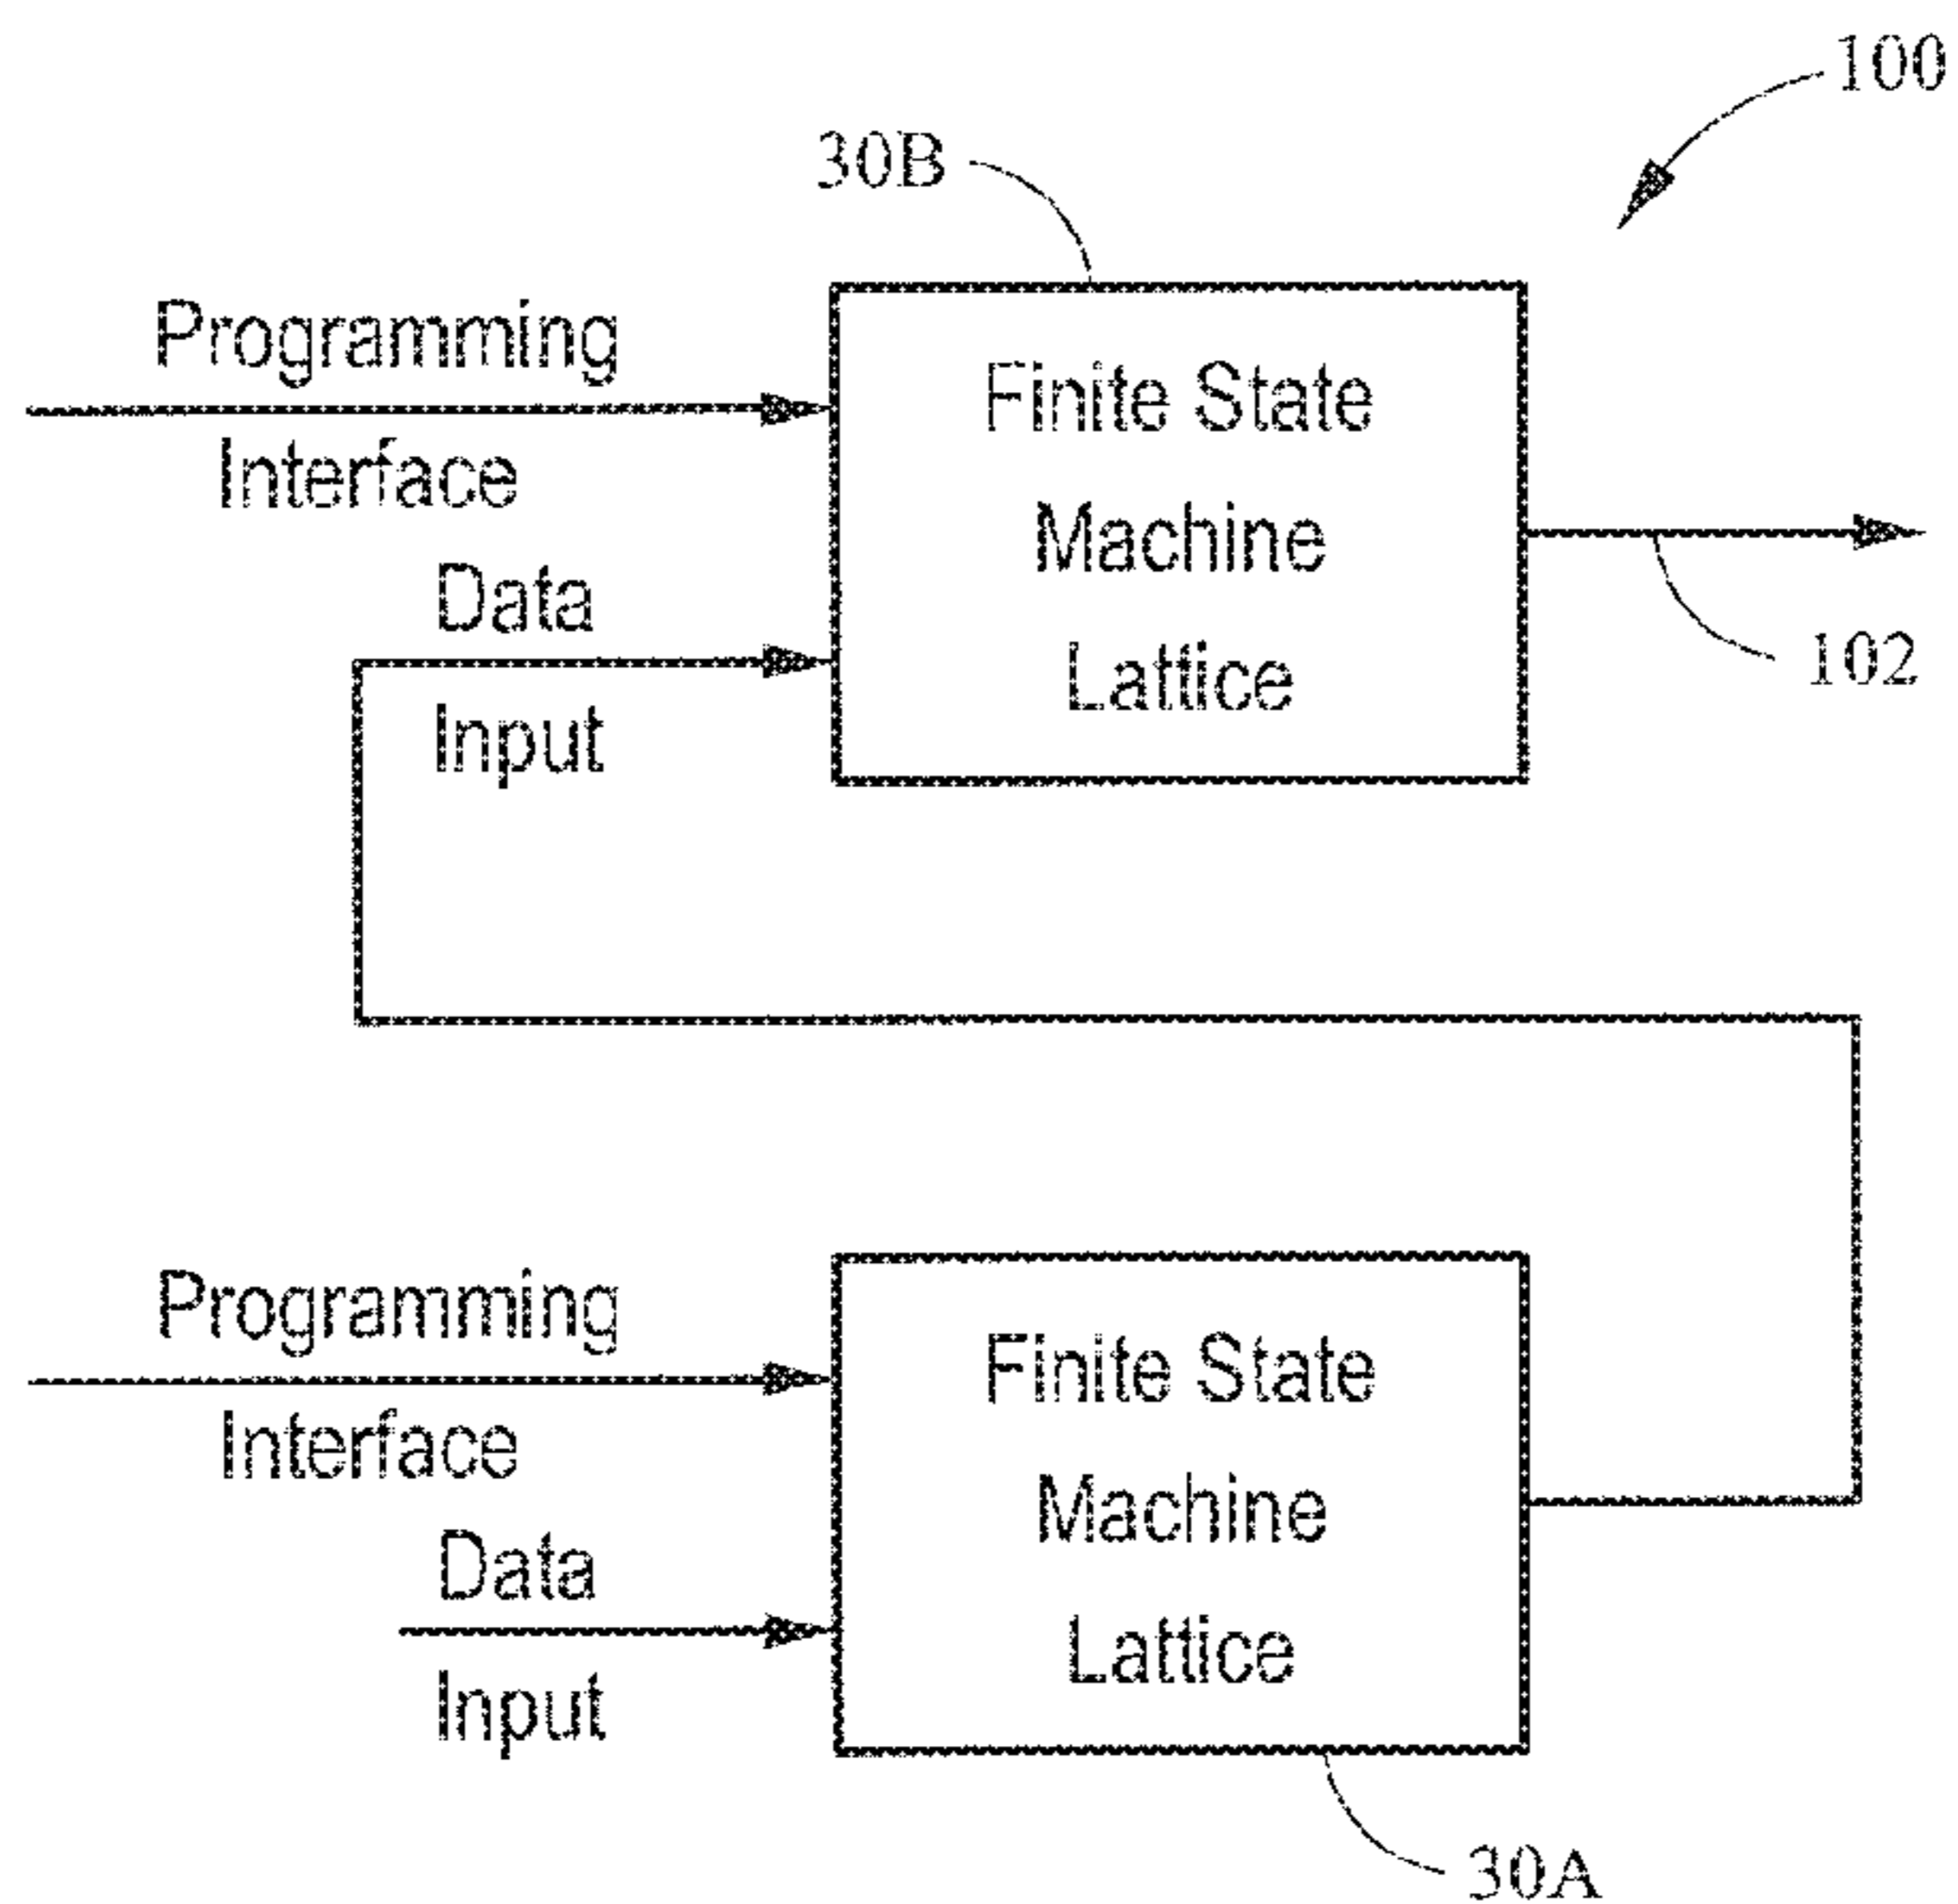 100
30B
Programming
Interface
Data
Input
Finite State
Machine
Lattice
102
Programming
Interface
Data
Input
Finite State
Machine
Lattice
30A